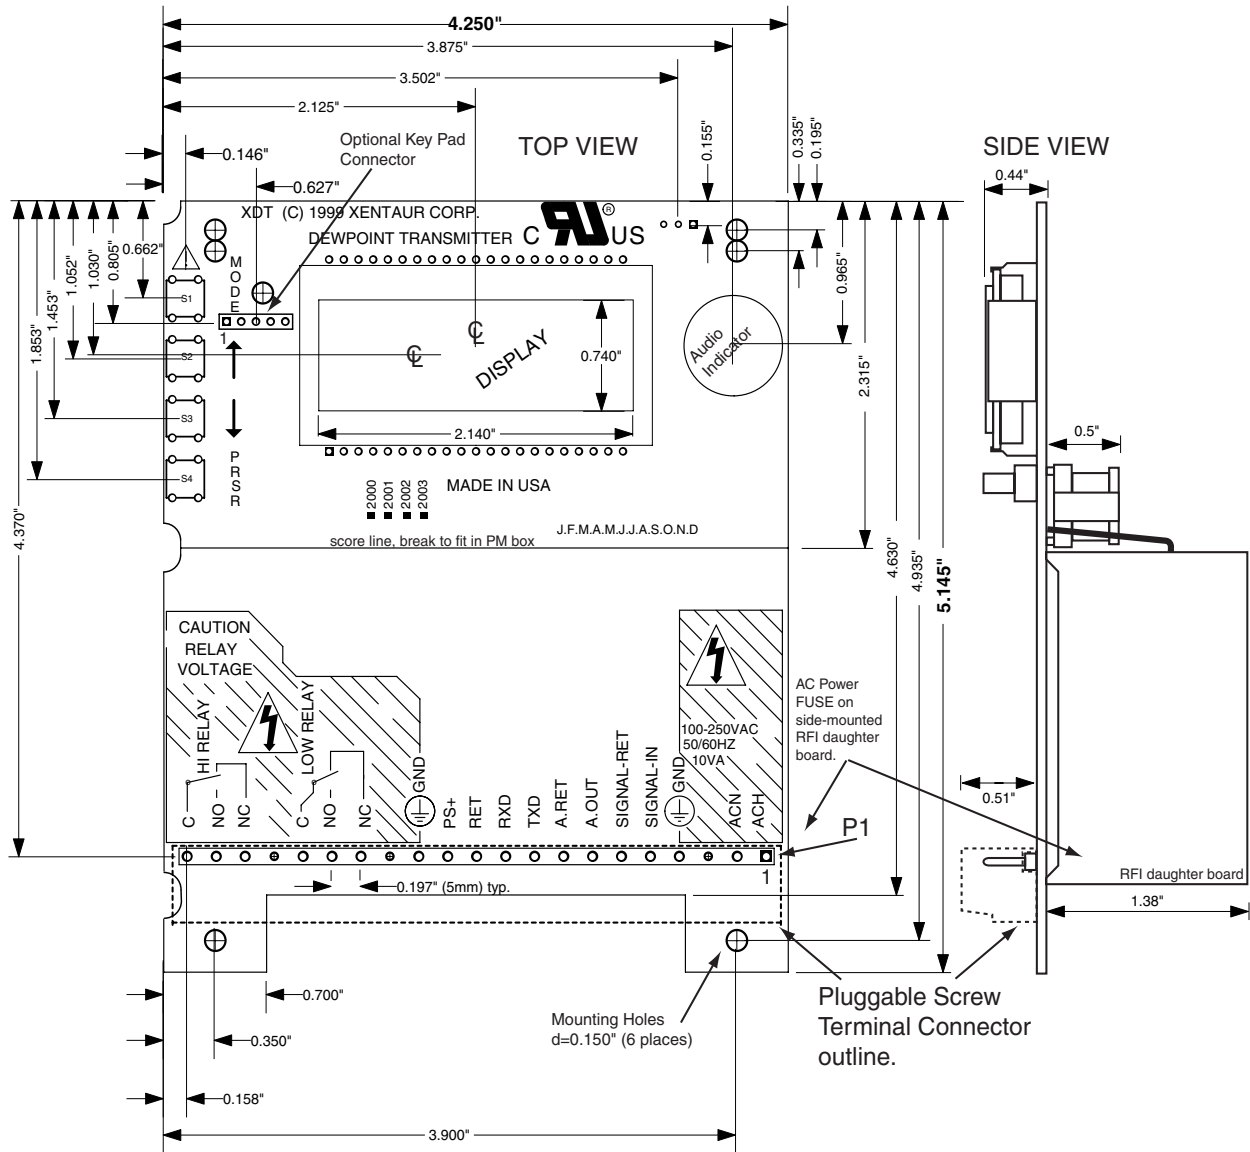 4.250"
3.875"
3.502"
2.125"
Optional Key Pad
Connector
TOP VIEW
SIDE VIEW
0.146"
0.627"
0.155"
0.335"
0.195"
0.44"
XDT (C) 1999 XENTAUR CORP.
DEWPOINT TRANSMITTER
C
®
US
0.662"
0.805"
1.030"
1.052"
1.453"
1.853"
4.370"
MODE
S1
S2
S3
S4
1
PRSR
DISPLAY
0.740"
2.140"
Audio
Indicator
0.965"
2.315"
4.630"
4.935"
5.145"
0.5"
MADE IN USA
2000
2001
2002
2003
J.F.M.A.M.J.J.A.S.O.N.D
score line, break to fit in PM box
CAUTION
RELAY
VOLTAGE
HI RELAY
LOW RELAY
C
NO
NC
C
NO
NC
GND
PS+
RET
RXD
TXD
A.RET
A.OUT
SIGNAL-RET
SIGNAL-IN
GND
100-250VAC
50/60HZ
10VA
ACN
ACH
AC Power
FUSE on
side-mounted
RFI daughter
board.
P1
1
0.51"
RFI daughter board
1.38"
0.197" (5mm) typ.
0.700"
0.350"
0.158"
3.900"
Mounting Holes
d=0.150" (6 places)
Pluggable Screw
Terminal Connector
outline.